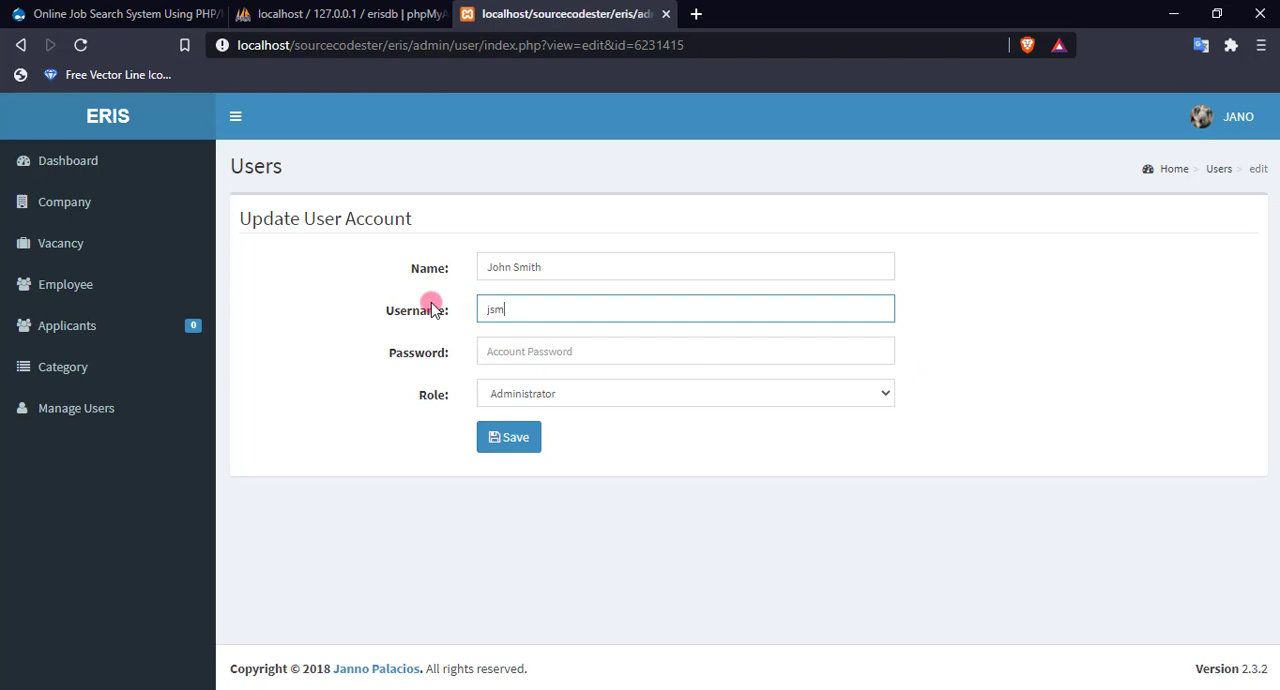 Online Job Search System Using PHP/
localhost / 127.0.0.1 / erisdb | phpMyA
localhost/sourcecodester/eris/adm
localhost/sourcecodester/eris/admin/user/index.php?view=edit&id=6231415
Free Vector Line Ico...
ERIS
JANO
Dashboard
Company
Vacancy
Employee
Applicants 0
Category
Manage Users
Users
Home > Users > edit
Update User Account
Name: John Smith
Username: jsm
Password: Account Password
Role: Administrator
Save
Copyright © 2018 Janno Palacios. All rights reserved.
Version 2.3.2